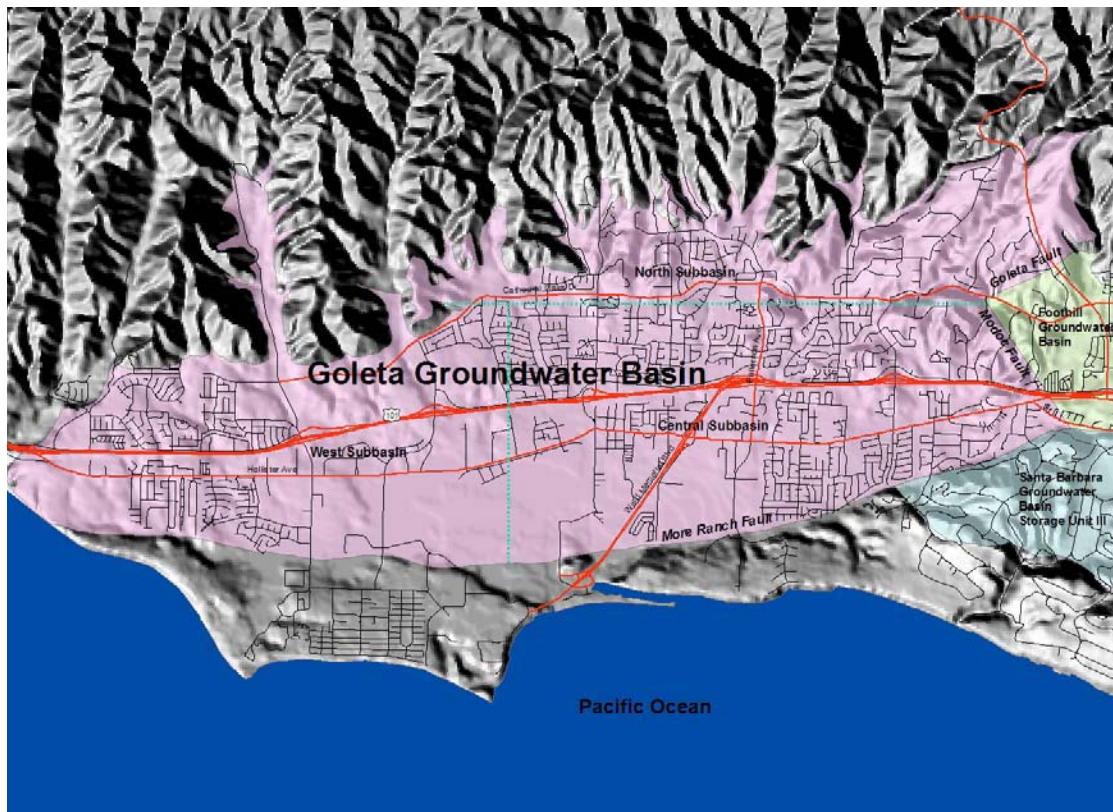 North Subbasin
Goleta Fault
Foothill
Groundwater
Basin
Modoc Fault
Goleta Groundwater Basin
101
Central Subbasin
West Subbasin
Hollister Ave
Santa Barbara
Groundwater
Basin
Storage Unit III
More Ranch Fault
Pacific Ocean